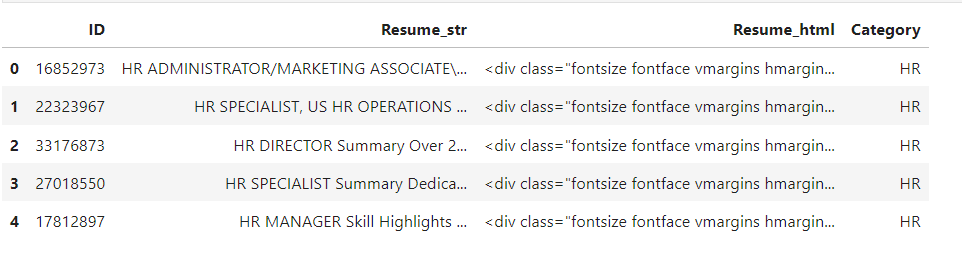 ID Resume_str Resume_html Category
0 16852973 HR ADMINISTRATOR/MARKETING ASSOCIATE\... <div class="fontsize fontface vmargins hmargin... HR
1 22323967 HR SPECIALIST, US HR OPERATIONS ... <div class="fontsize fontface vmargins hmargin... HR
2 33176873 HR DIRECTOR Summary Over 2... <div class="fontsize fontface vmargins hmargin... HR
3 27018550 HR SPECIALIST Summary Dedica... <div class="fontsize fontface vmargins hmargin... HR
4 17812897 HR MANAGER Skill Highlights ... <div class="fontsize fontface vmargins hmargin... HR